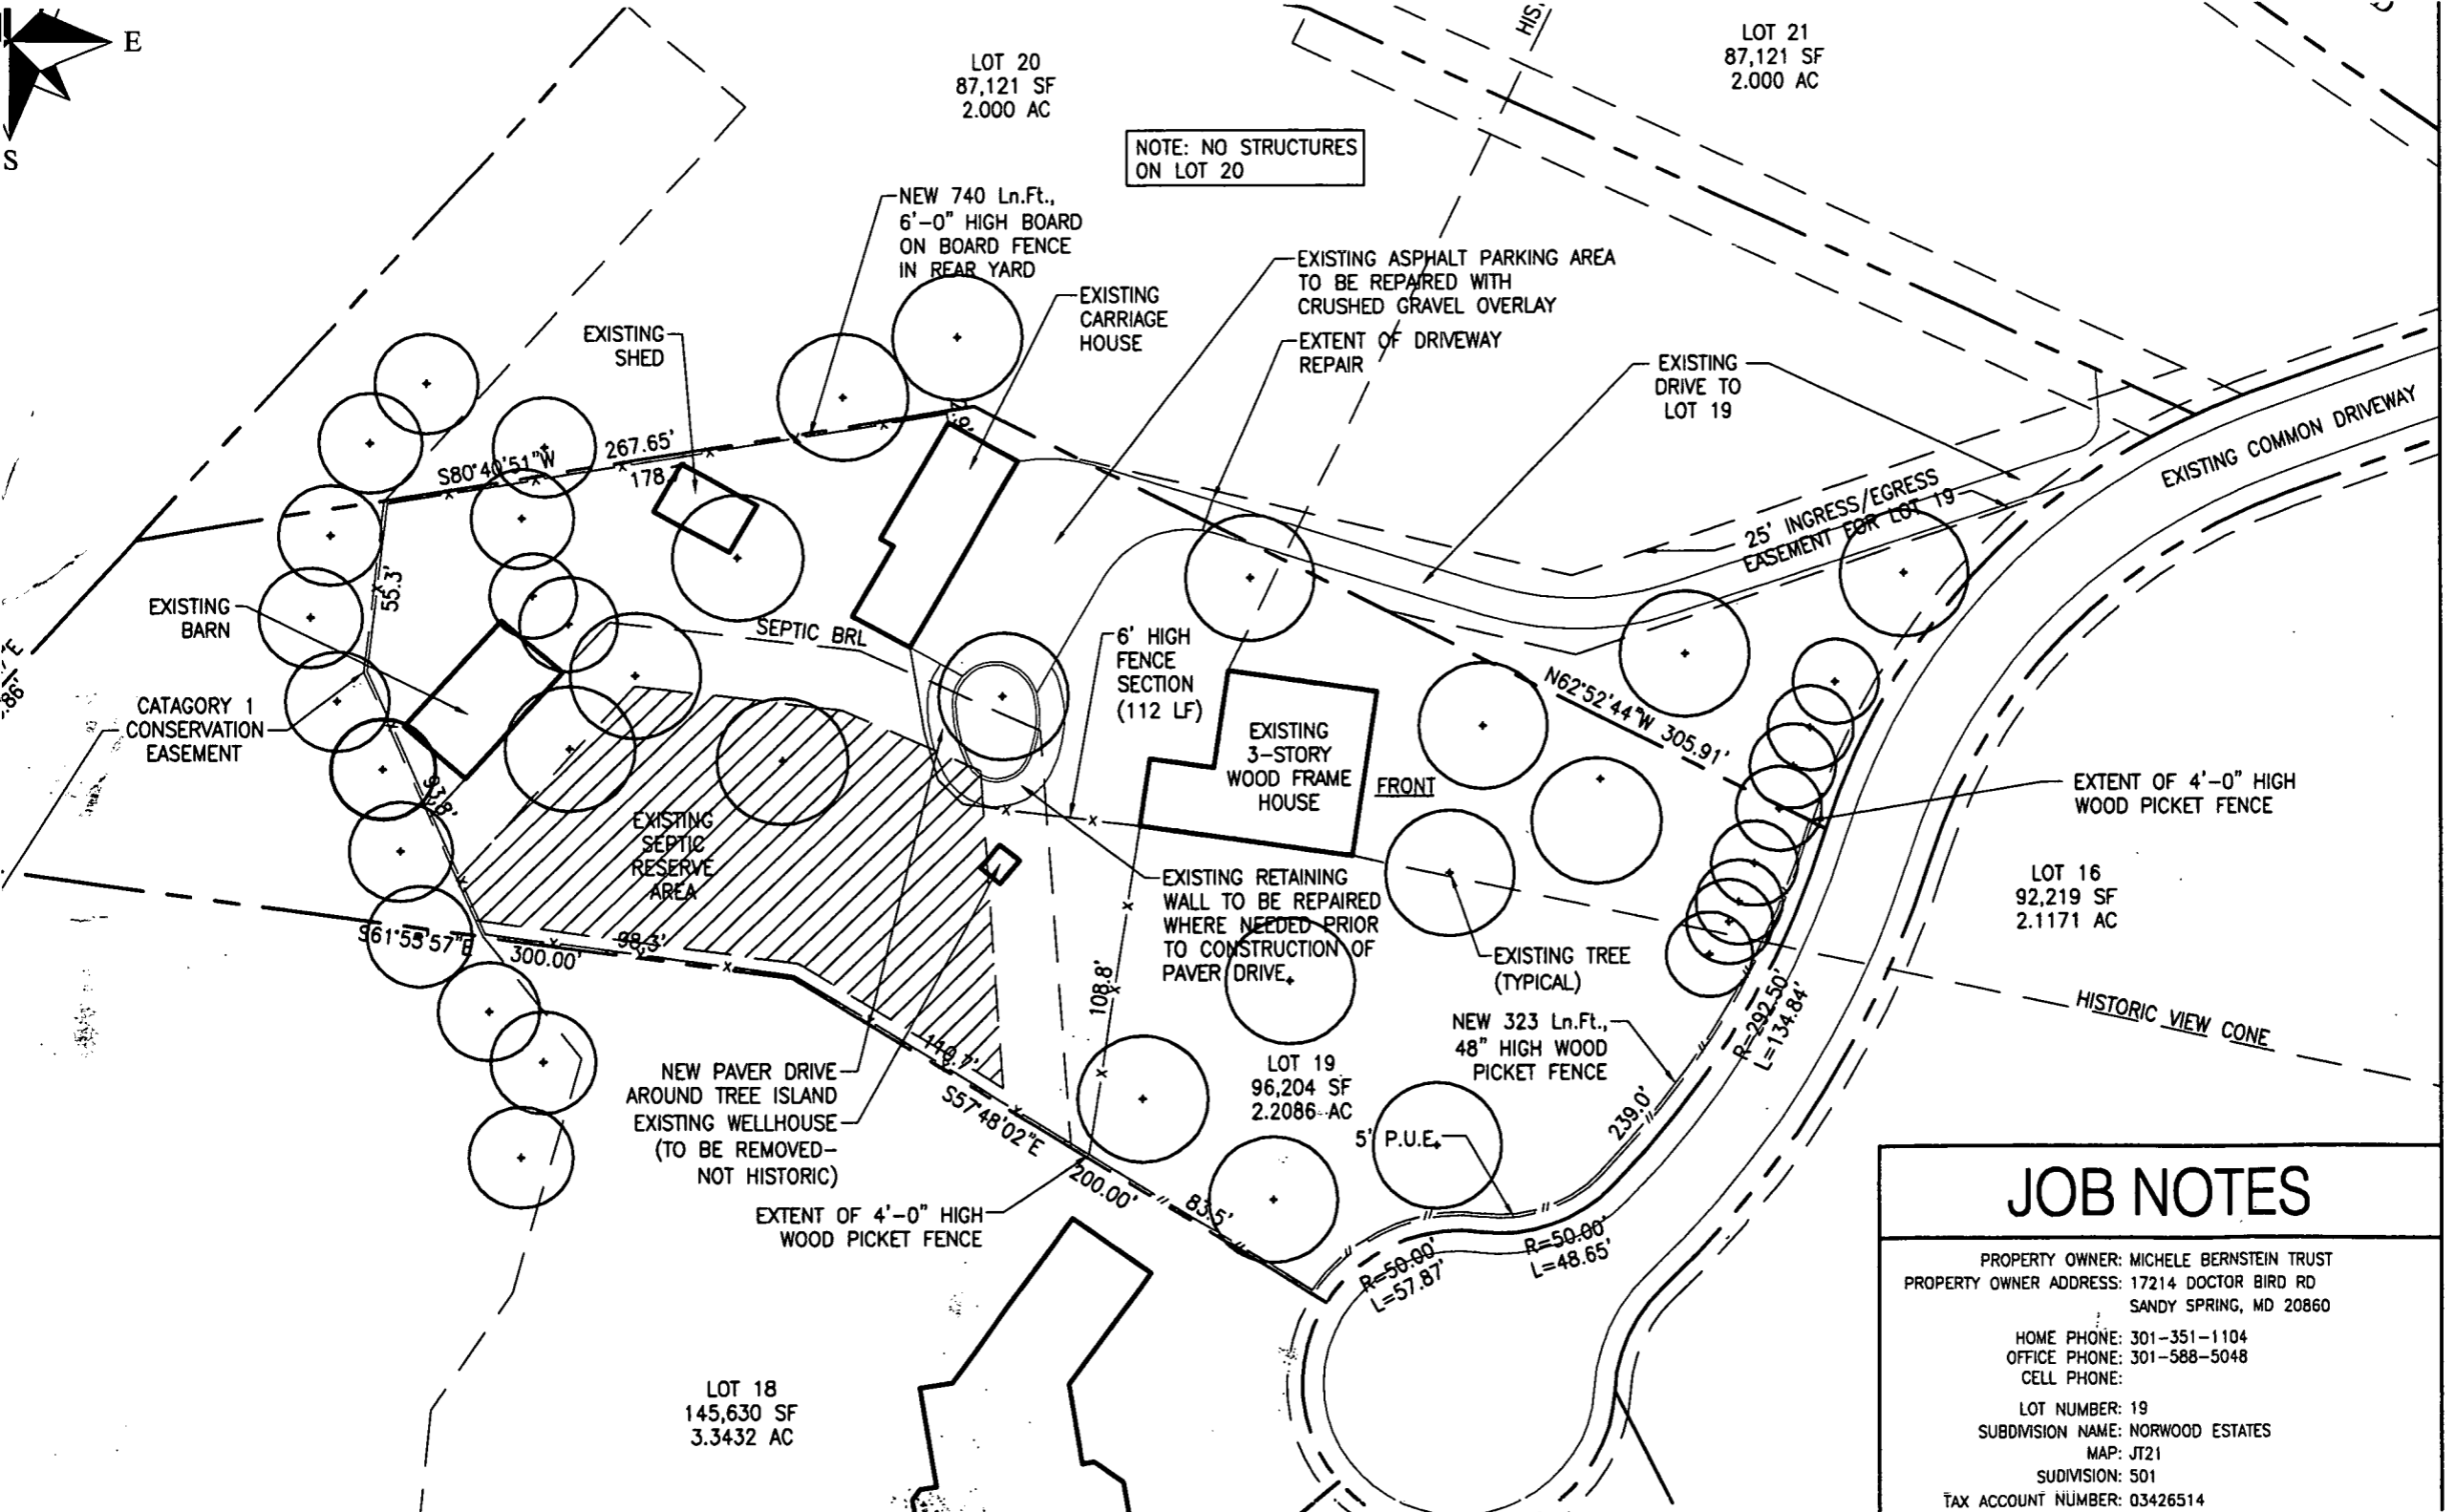 E
S
HIS
LOT 20
87,121 SF
2.000 AC
LOT 21
87,121 SF
2.000 AC
NOTE: NO STRUCTURES
ON LOT 20
NEW 740 Ln.Ft.,
6'-0" HIGH BOARD
ON BOARD FENCE
IN REAR YARD
EXISTING
CARRIAGE
HOUSE
EXISTING
SHED
EXISTING ASPHALT PARKING AREA
TO BE REPAIRED WITH
CRUSHED GRAVEL OVERLAY
EXTENT OF DRIVEWAY
REPAIR
EXISTING
DRIVE TO
LOT 19
EXISTING COMMON DRIVEWAY
25' INGRESS/EGRESS
EASEMENT FOR LOT 19
S80°40'51"W
267.65'
178
55.3'
EXISTING
BARN
SEPTIC BRL
6' HIGH
FENCE
SECTION
(112 LF)
CATAGORY 1
CONSERVATION
EASEMENT
93.8'
EXISTING
3-STORY
WOOD FRAME
HOUSE
FRONT
N62°52'44"W 305.91'
EXTENT OF 4'-0" HIGH
WOOD PICKET FENCE
EXISTING
SEPTIC
RESERVE
AREA
LOT 16
92,219 SF
2.1171 AC
EXISTING RETAINING
WALL TO BE REPAIRED
WHERE NEEDED PRIOR
TO CONSTRUCTION OF
PAVER DRIVE
S61°55'57"E
300.00'
98.3'
108.8'
EXISTING TREE
(TYPICAL)
HISTORIC VIEW CONE
R=292.50'
L=134.84'
NEW 323 Ln.Ft.,
48" HIGH WOOD
PICKET FENCE
110.7'
S57°48'02"E
200.00'
83.5'
NEW PAVER DRIVE
AROUND TREE ISLAND
EXISTING WELLHOUSE
(TO BE REMOVED-
NOT HISTORIC)
LOT 19
96,204 SF
2.2086 AC
5' P.U.E.
239.0'
EXTENT OF 4'-0" HIGH
WOOD PICKET FENCE
R=50.00'
L=57.87'
R=50.00'
L=48.65'
LOT 18
145,630 SF
3.3432 AC
JOB NOTES
PROPERTY OWNER: MICHELE BERNSTEIN TRUST
PROPERTY OWNER ADDRESS: 17214 DOCTOR BIRD RD
SANDY SPRING, MD 20860
HOME PHONE: 301-351-1104
OFFICE PHONE: 301-588-5048
CELL PHONE:
LOT NUMBER: 19
SUBDIVISION NAME: NORWOOD ESTATES
MAP: JT21
SUDIVISION: 501
TAX ACCOUNT NUMBER: 03426514